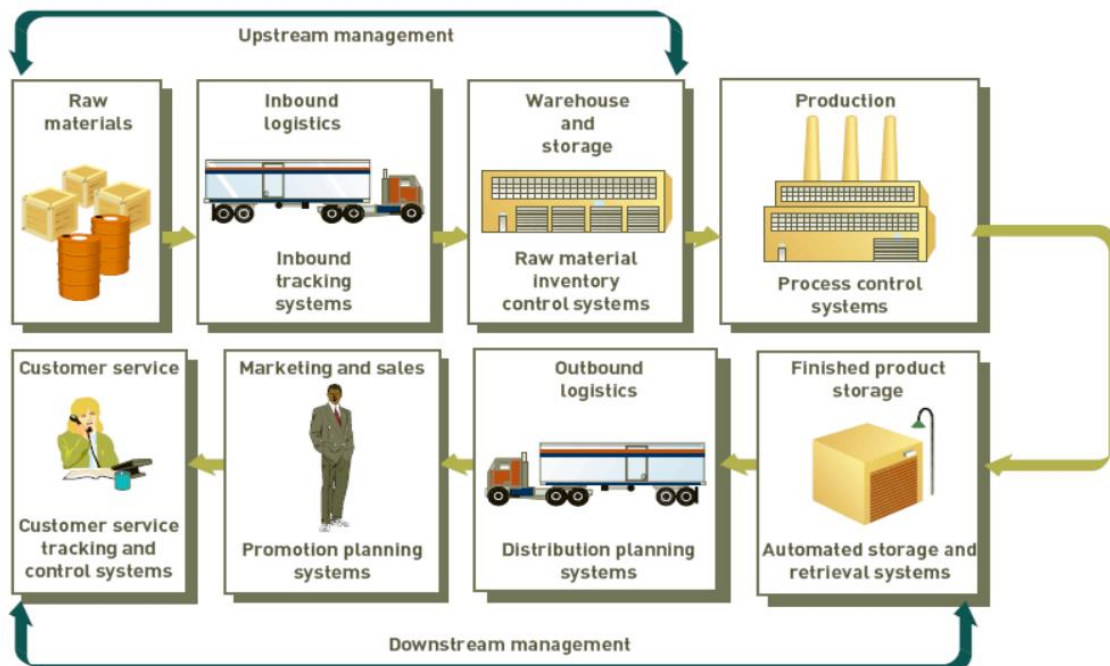 Upstream management
Raw
materials
Inbound
logistics
Inbound
tracking
systems
Warehouse
and
storage
Raw material
inventory
control systems
Production
Process control
systems
Customer service
Customer service
tracking and
control systems
Marketing and sales
Promotion planning
systems
Outbound
logistics
Distribution planning
systems
Finished product
storage
Automated storage and
retrieval systems
Downstream management